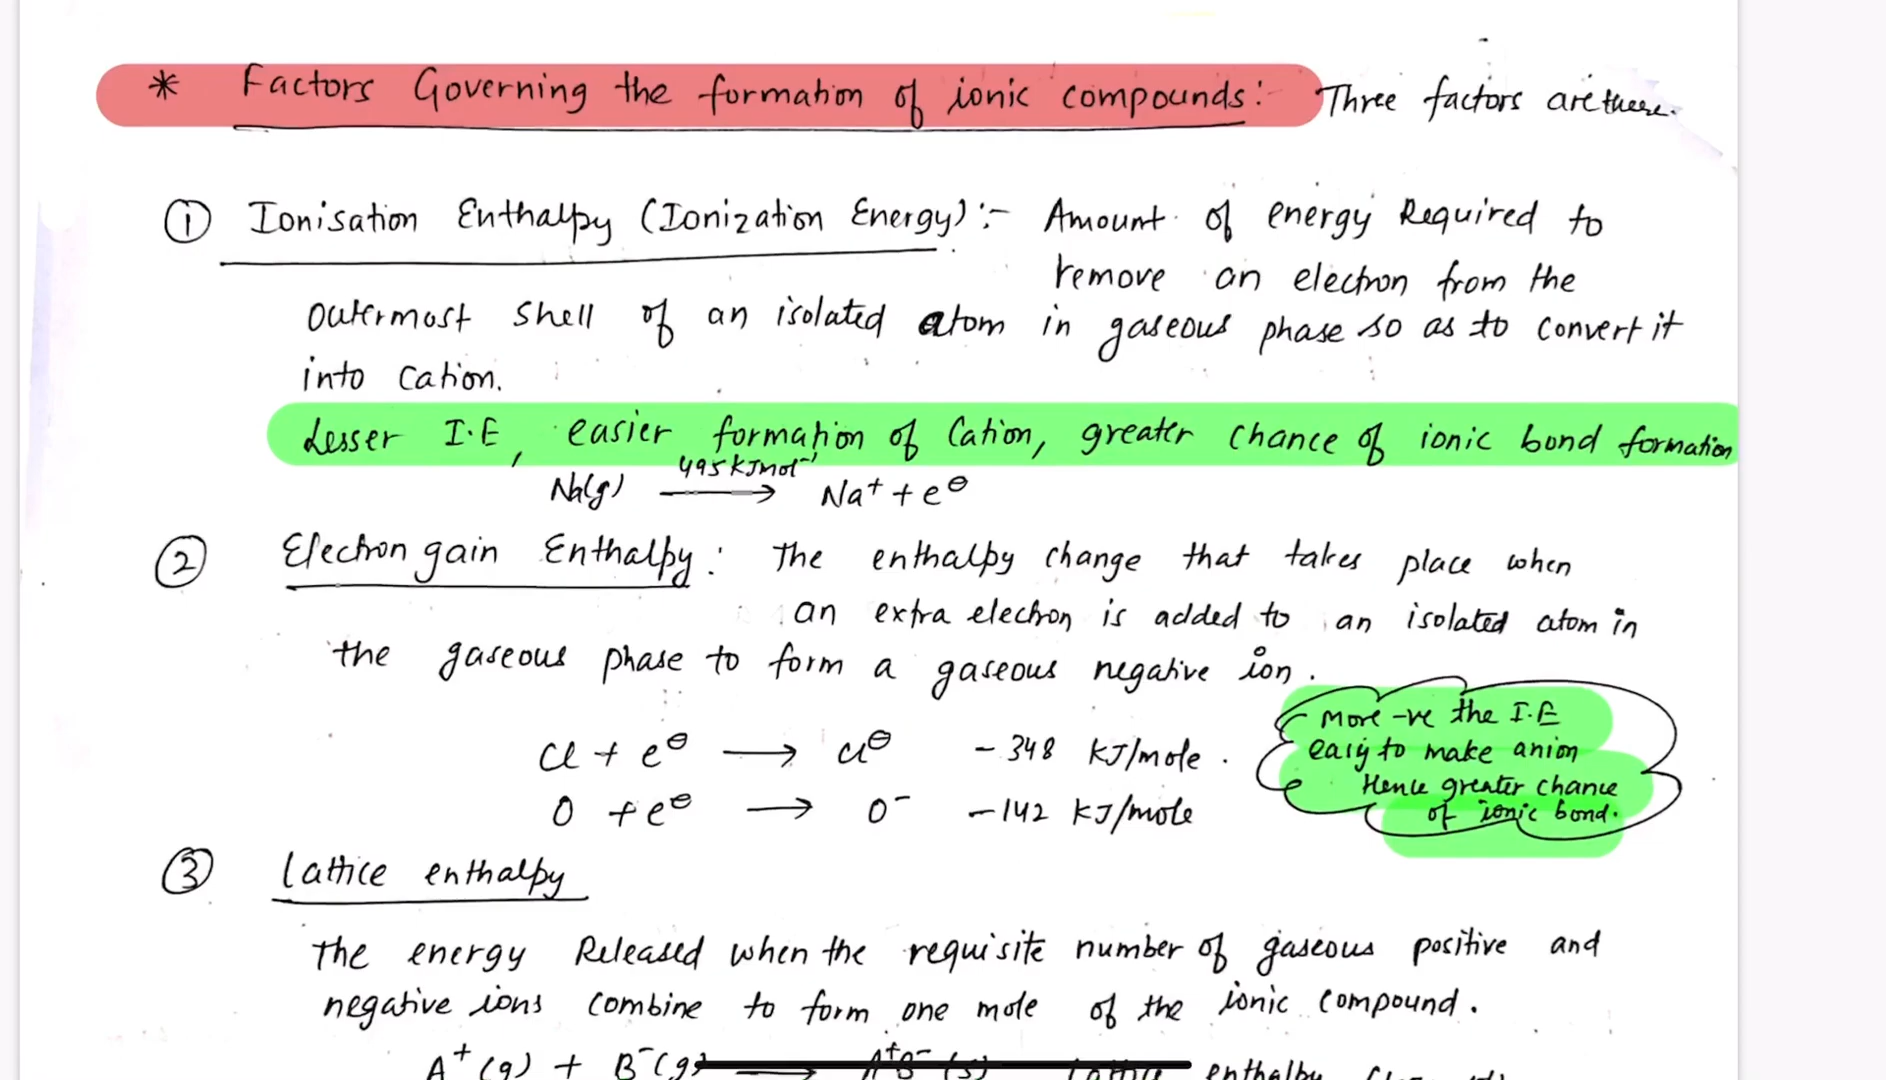 * Factors Governing the formation of ionic compounds:- Three factors are there.
① Ionisation Enthalpy (Ionization Energy):- Amount of energy Required to
remove an electron from the
outermost shell of an isolated atom in gaseous phase so as to convert it
into cation.
Lesser I.E, easier formation of Cation, greater chance of ionic bond formation
Na(g) ⟶ Na⁺ + e⊖
495 KJmol⁻¹
② Electron gain Enthalpy: The enthalpy change that takes place when
an extra electron is added to an isolated atom in
the gaseous phase to form a gaseous negative ion.
Cl + e⊖ ⟶ Cl⊖ -348 KJ/mole.
O + e⊖ ⟶ O⁻ -142 KJ/mole
More -ve the I.E
easy to make anion
Hence greater chance
of ionic bond.
③ Lattice enthalpy
The energy Released when the requisite number of gaseous positive and
negative ions combine to form one mole of the ionic compound.
A⁺(g) + B⁻(g) ⟶ A⁺B⁻(s) Lattice enthalpy